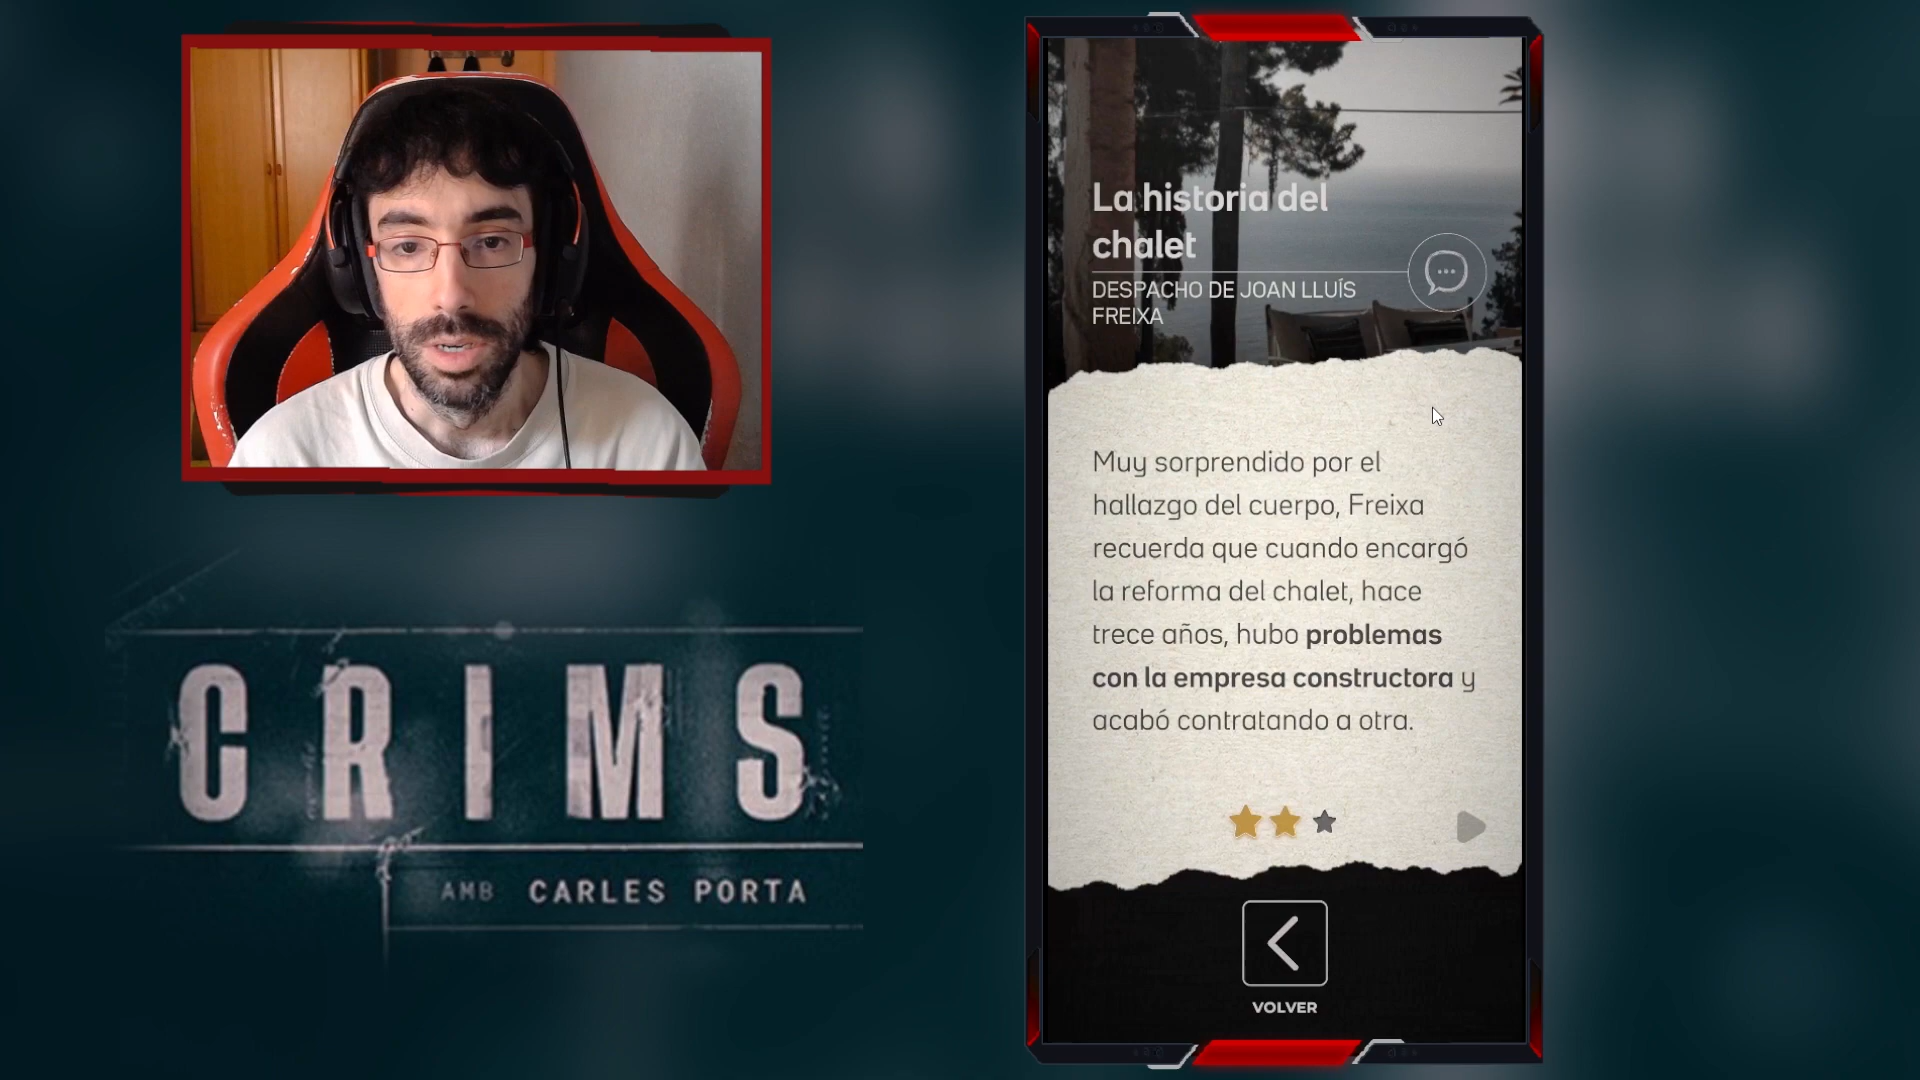 La historia del
chalet
DESPACHO DE JOAN LLUÍS
FREIXA
Muy sorprendido por el
hallazgo del cuerpo, Freixa
recuerda que cuando encargó
la reforma del chalet, hace
trece años, hubo problemas
con la empresa constructora y
acabó contratando a otra.
VOLVER
CRIMS
AMB CARLES PORTA